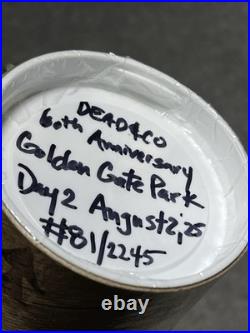 DEAD&CO
60th Anniversary
Golden Gate Park
Day 2 August 2, 25
##81/2245